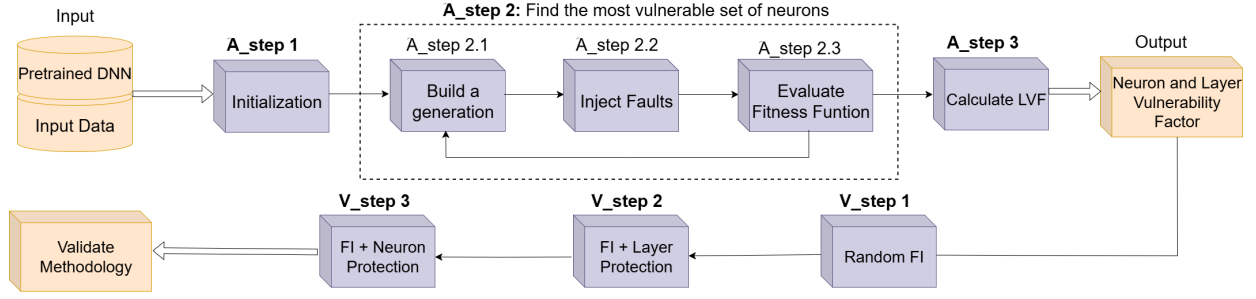 Input
A_step 2: Find the most vulnerable set of neurons
A_step 1
A_step 2.1
A_step 2.2
A_step 2.3
A_step 3
Output
Pretrained DNN
Input Data
Initialization
Build a
generation
Inject Faults
Evaluate
Fitness Funtion
Calculate LVF
Neuron and Layer
Vulnerability
Factor
V_step 3
V_step 2
V_step 1
Validate
Methodology
FI + Neuron
Protection
FI + Layer
Protection
Random FI